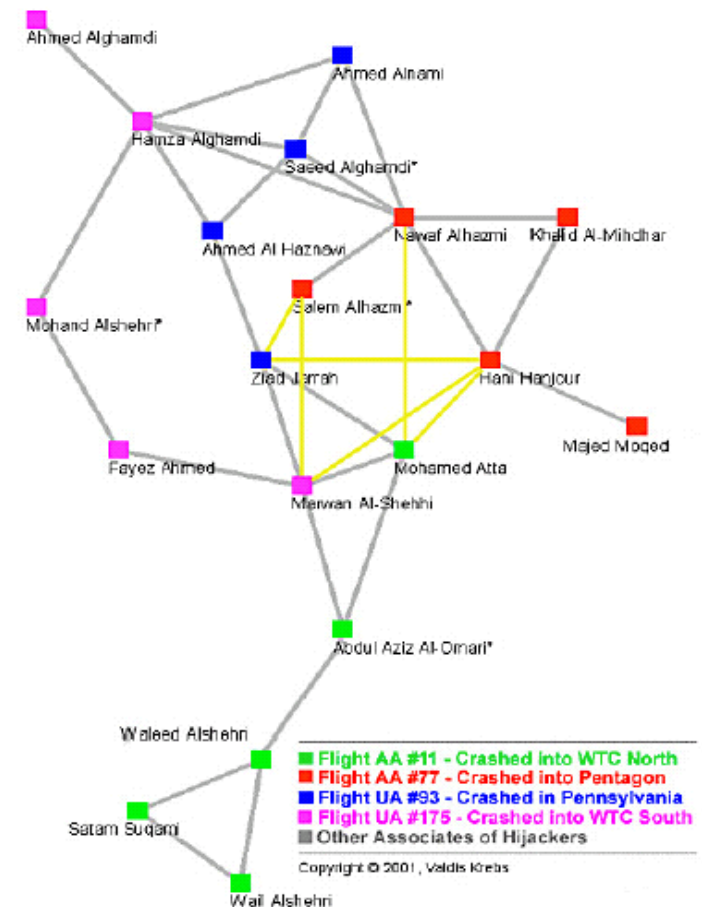 Ahmed Alghamdi
Ahmed Alnami
Hamza Alghamdi
Saeed Alghamdi*
Nawaf Alhazmi
Khalid Al-Mihdhar
Ahmed Al Haznawi
Salem Alhazmi*
Mohand Alshehri*
Ziad Jarrah
Hani Hanjour
Majed Moqed
Fayez Ahmed
Mohamed Atta
Marwan Al-Shehhi
Abdul Aziz Al-Omari*
Waleed Alshehri
Satam Suqami
Wail Alshehri
Flight AA #11 - Crashed into WTC North
Flight AA #77 - Crashed into Pentagon
Flight UA #93 - Crashed in Pennsylvania
Flight UA #175 - Crashed into WTC South
Other Associates of Hijackers
Copyright © 2001, Valdis Krebs